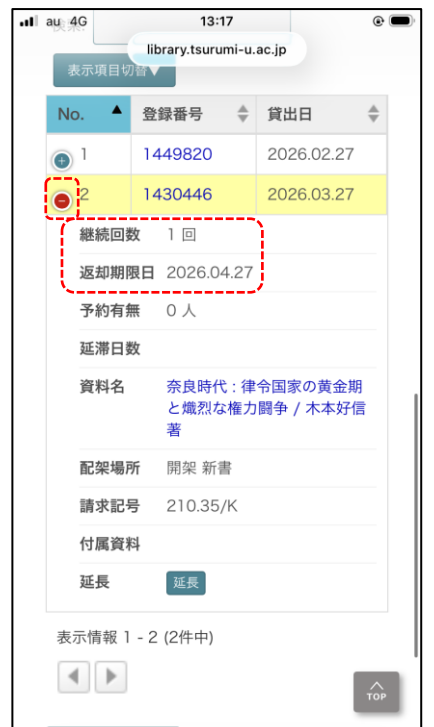 au 4G 13:17
library.tsurumi-u.ac.jp
表示項目切替▼
No. ▲ 登録番号 貸出日
1 1449820 2026.02.27
2 1430446 2026.03.27
継続回数 1 回
返却期限日 2026.04.27
予約有無 0 人
延滞日数
資料名 奈良時代 : 律令国家の黄金期
と熾烈な権力闘争 / 木本好信
著
配架場所 開架 新書
請求記号 210.35/K
付属資料
延長 延長
表示情報 1 - 2 (2件中)
TOP